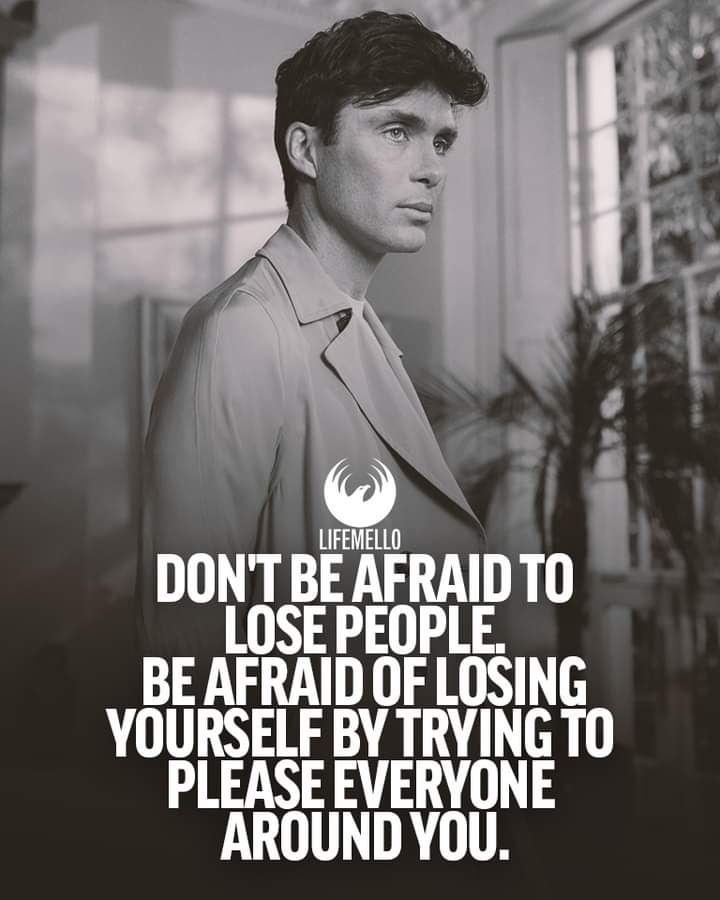 LIFEMELLO
DON'T BE AFRAID TO
LOSE PEOPLE.
BE AFRAID OF LOSING
YOURSELF BY TRYING TO
PLEASE EVERYONE
AROUND YOU.